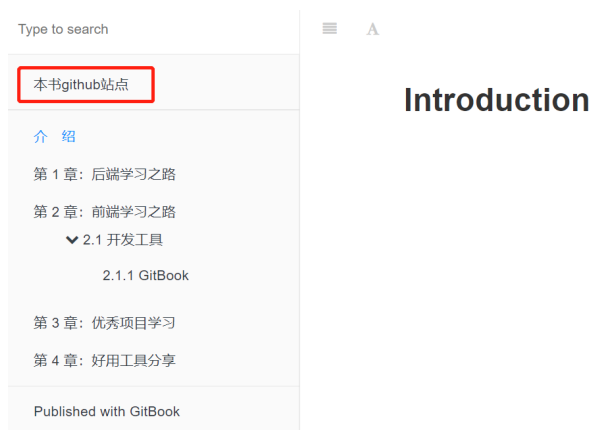 Type to search
本书github站点
介 绍
第 1 章：后端学习之路
第 2 章：前端学习之路
2.1 开发工具
2.1.1 GitBook
第 3 章：优秀项目学习
第 4 章：好用工具分享
Published with GitBook
A
Introduction